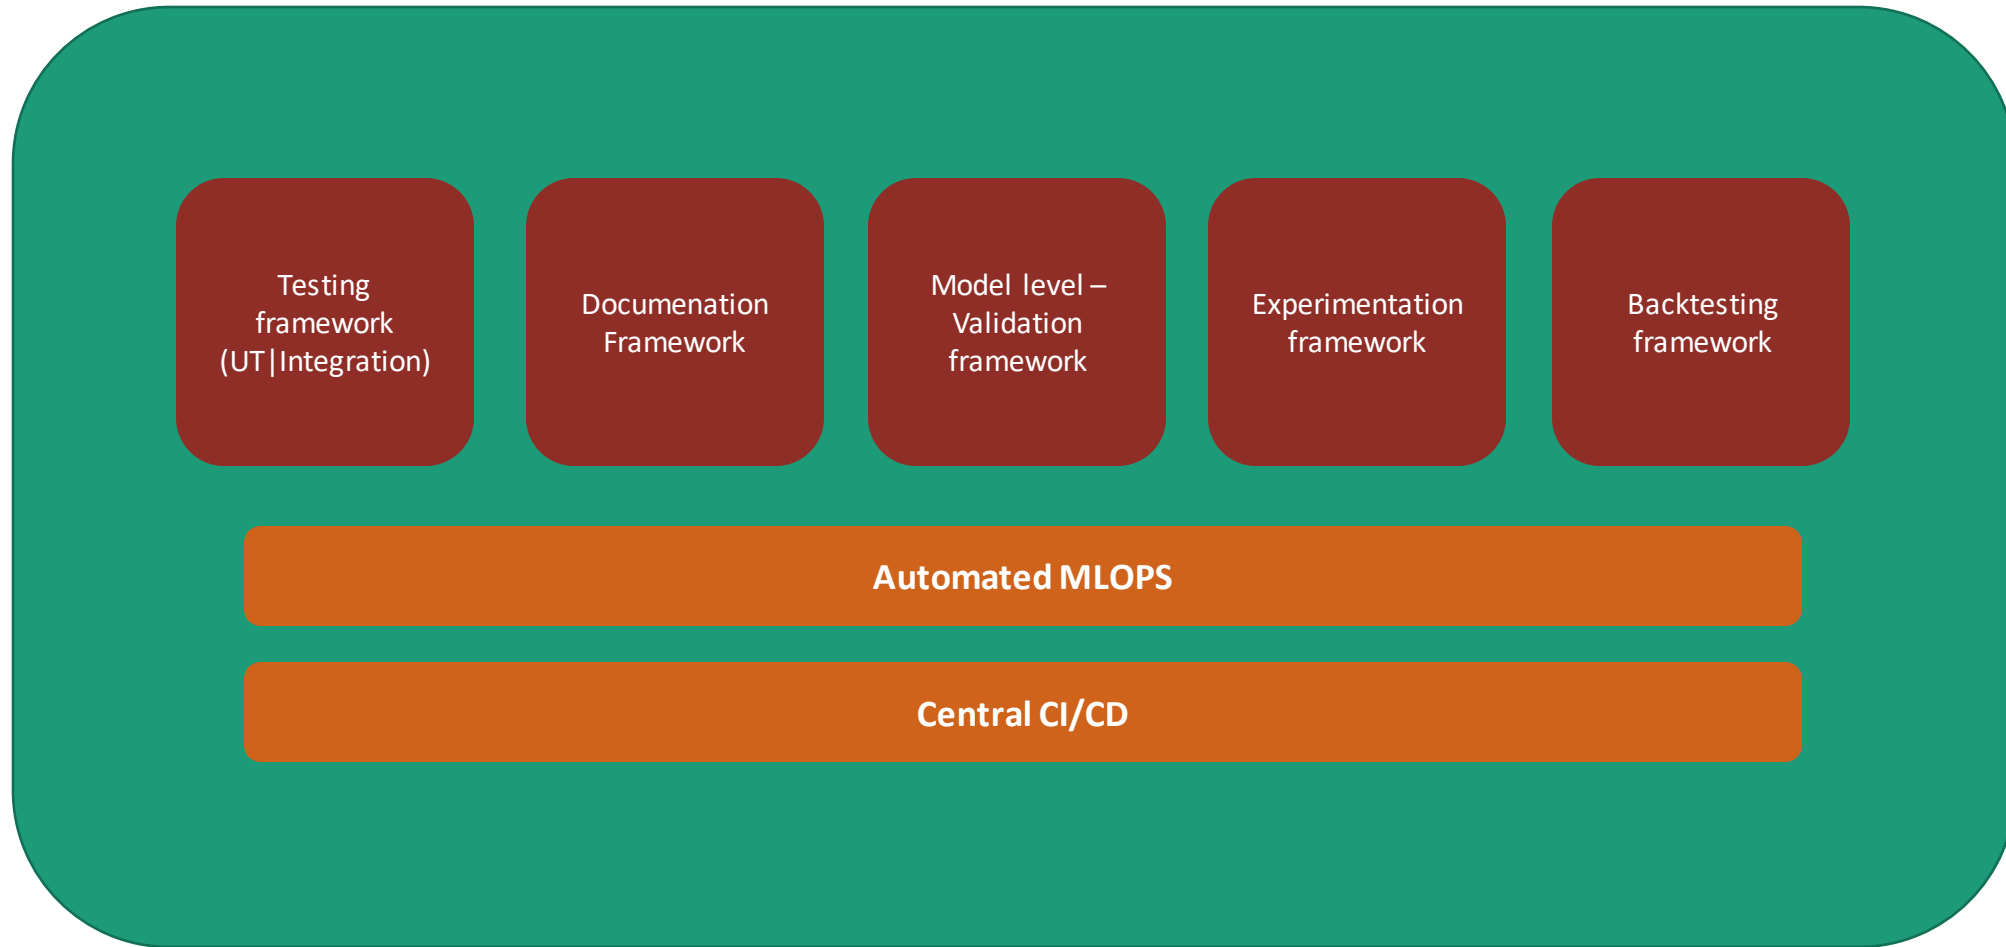 Testing
framework
(UT|Integration)
Documenation
Framework
Model level –
Validation
framework
Experimentation
framework
Backtesting
framework
Automated MLOPS
Central CI/CD